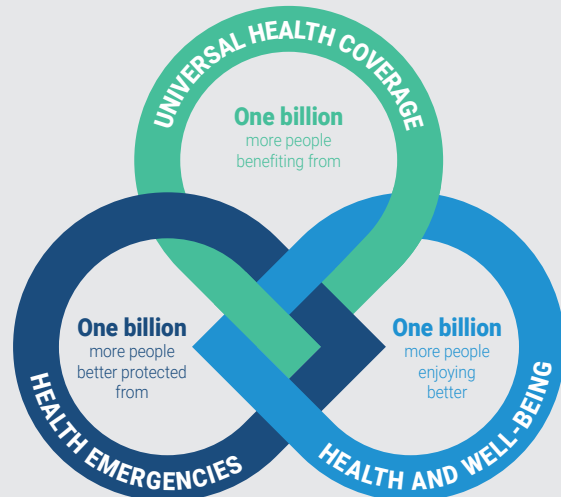 UNIVERSAL HEALTH COVERAGE
One billion
more people
benefiting from
One billion
more people
better protected
from
HEALTH EMERGENCIES
One billion
more people
enjoying
better
HEALTH AND WELL-BEING